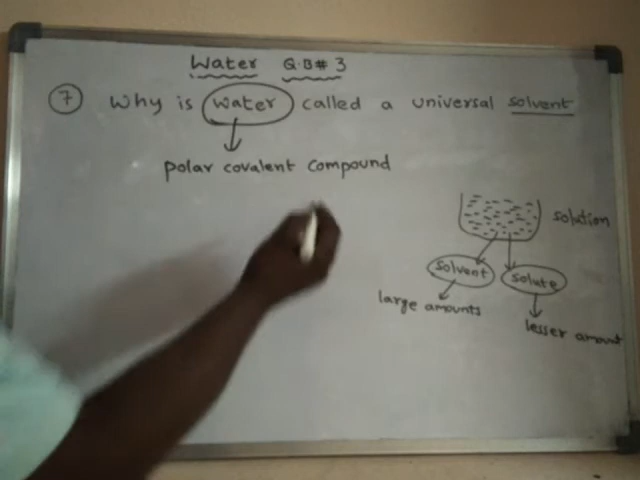 Water Q.B# 3
7 Why is water called a universal solvent
polar covalent compound
solution
solvent solute
large amounts
lesser amount